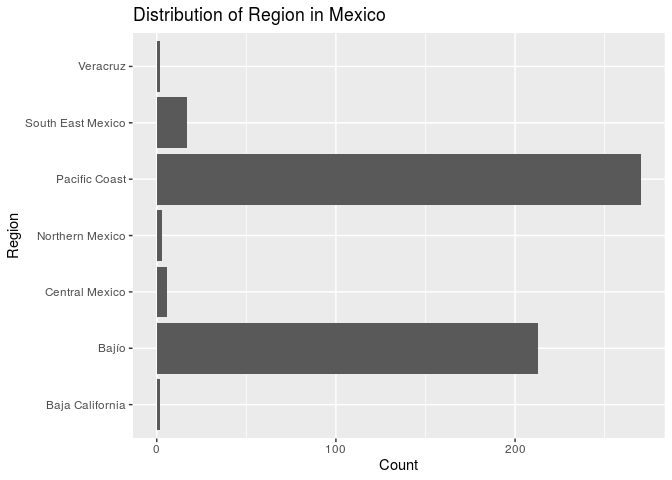 Distribution of Region in Mexico
Veracruz
South East Mexico
Pacific Coast
Northern Mexico
Central Mexico
Bajío
Baja California
Region
0 100 200
Count